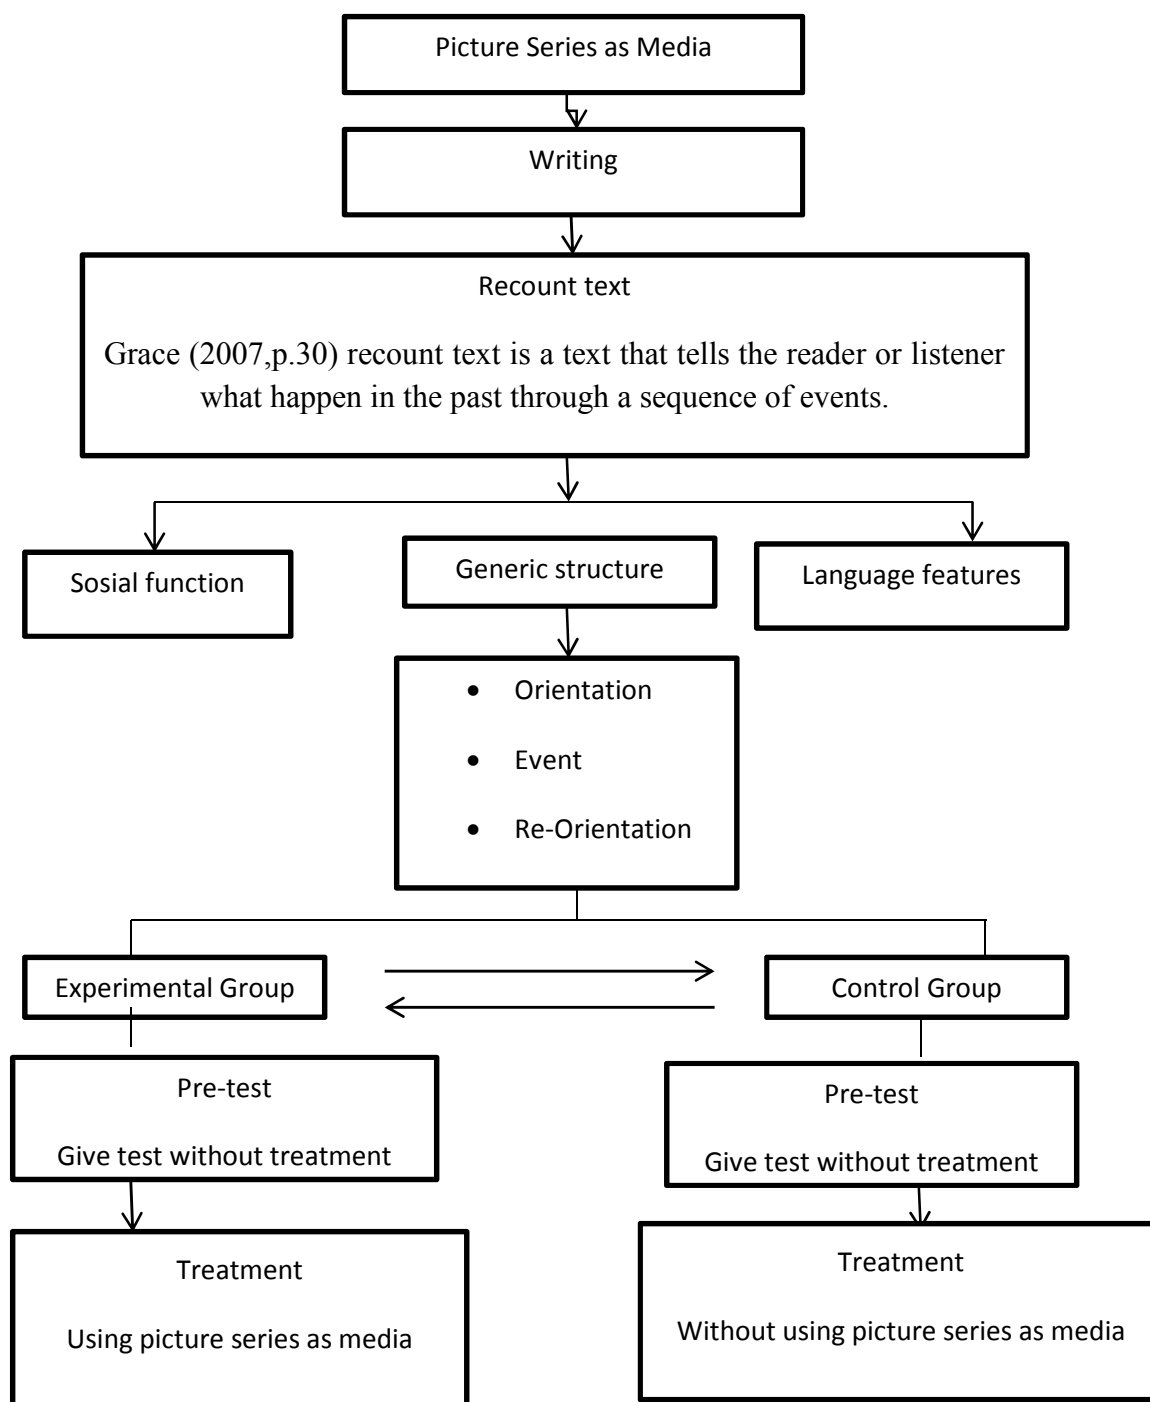 Picture Series as Media
Writing
Recount text
Grace (2007,p.30) recount text is a text that tells the reader or listener
what happen in the past through a sequence of events.
Sosial function
Generic structure
Language features
• Orientation
• Event
• Re-Orientation
Experimental Group
Control Group
Pre-test
Give test without treatment
Pre-test
Give test without treatment
Treatment
Using picture series as media
Treatment
Without using picture series as media